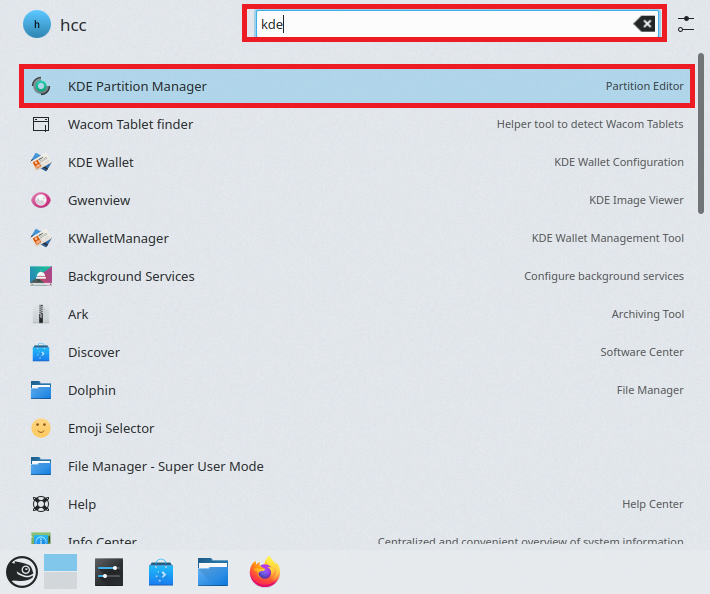 h
hcc
kde
KDE Partition Manager Partition Editor
Wacom Tablet finder Helper tool to detect Wacom Tablets
KDE Wallet KDE Wallet Configuration
Gwenview KDE Image Viewer
KWalletManager KDE Wallet Management Tool
Background Services Configure background services
Ark Archiving Tool
Discover Software Center
Dolphin File Manager
Emoji Selector
File Manager - Super User Mode
Help Help Center
Info Center Centralized and convenient overview of system information